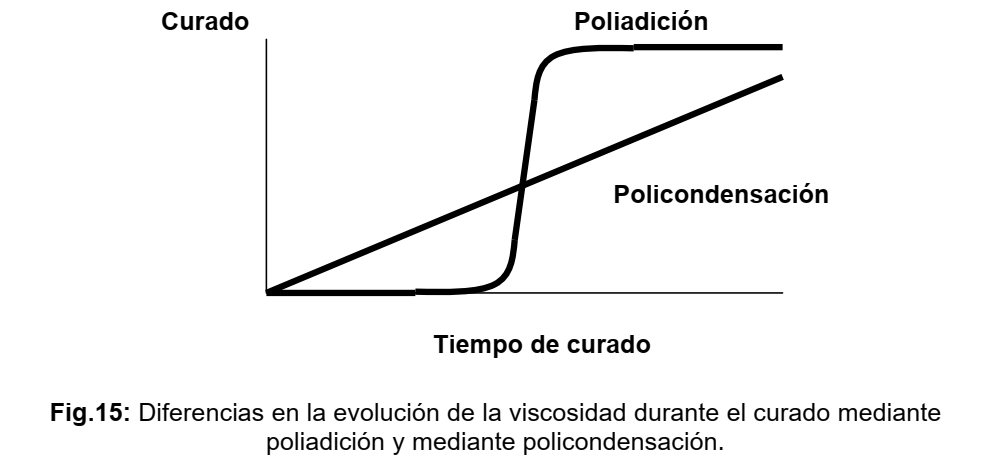 Curado
Poliadición
Policondensación
Tiempo de curado
Fig.15: Diferencias en la evolución de la viscosidad durante el curado mediante
poliadición y mediante policondensación.